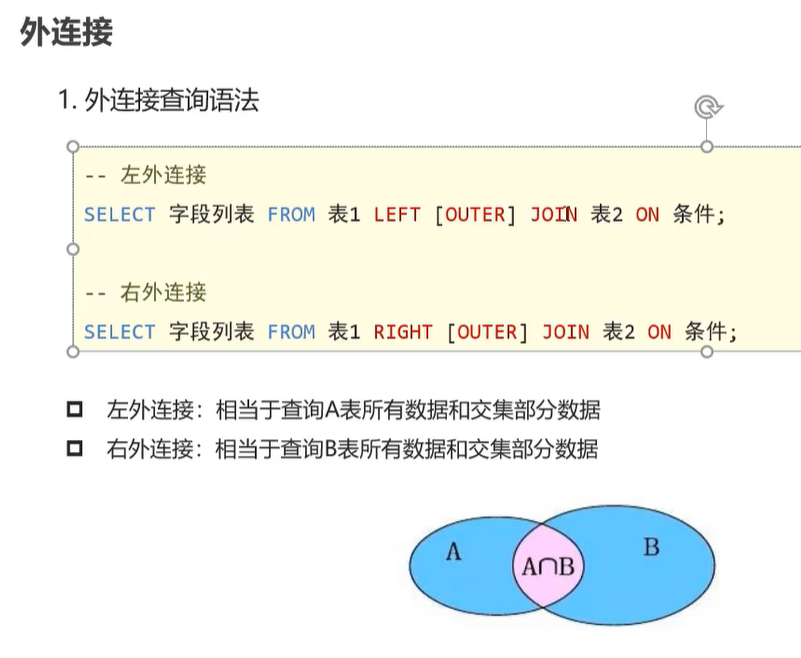 外连接
1. 外连接查询语法
-- 左外连接
SELECT 字段列表 FROM 表1 LEFT [OUTER] JOIN 表2 ON 条件;
-- 右外连接
SELECT 字段列表 FROM 表1 RIGHT [OUTER] JOIN 表2 ON 条件;
左外连接：相当于查询A表所有数据和交集部分数据
右外连接：相当于查询B表所有数据和交集部分数据
A
A∩B
B